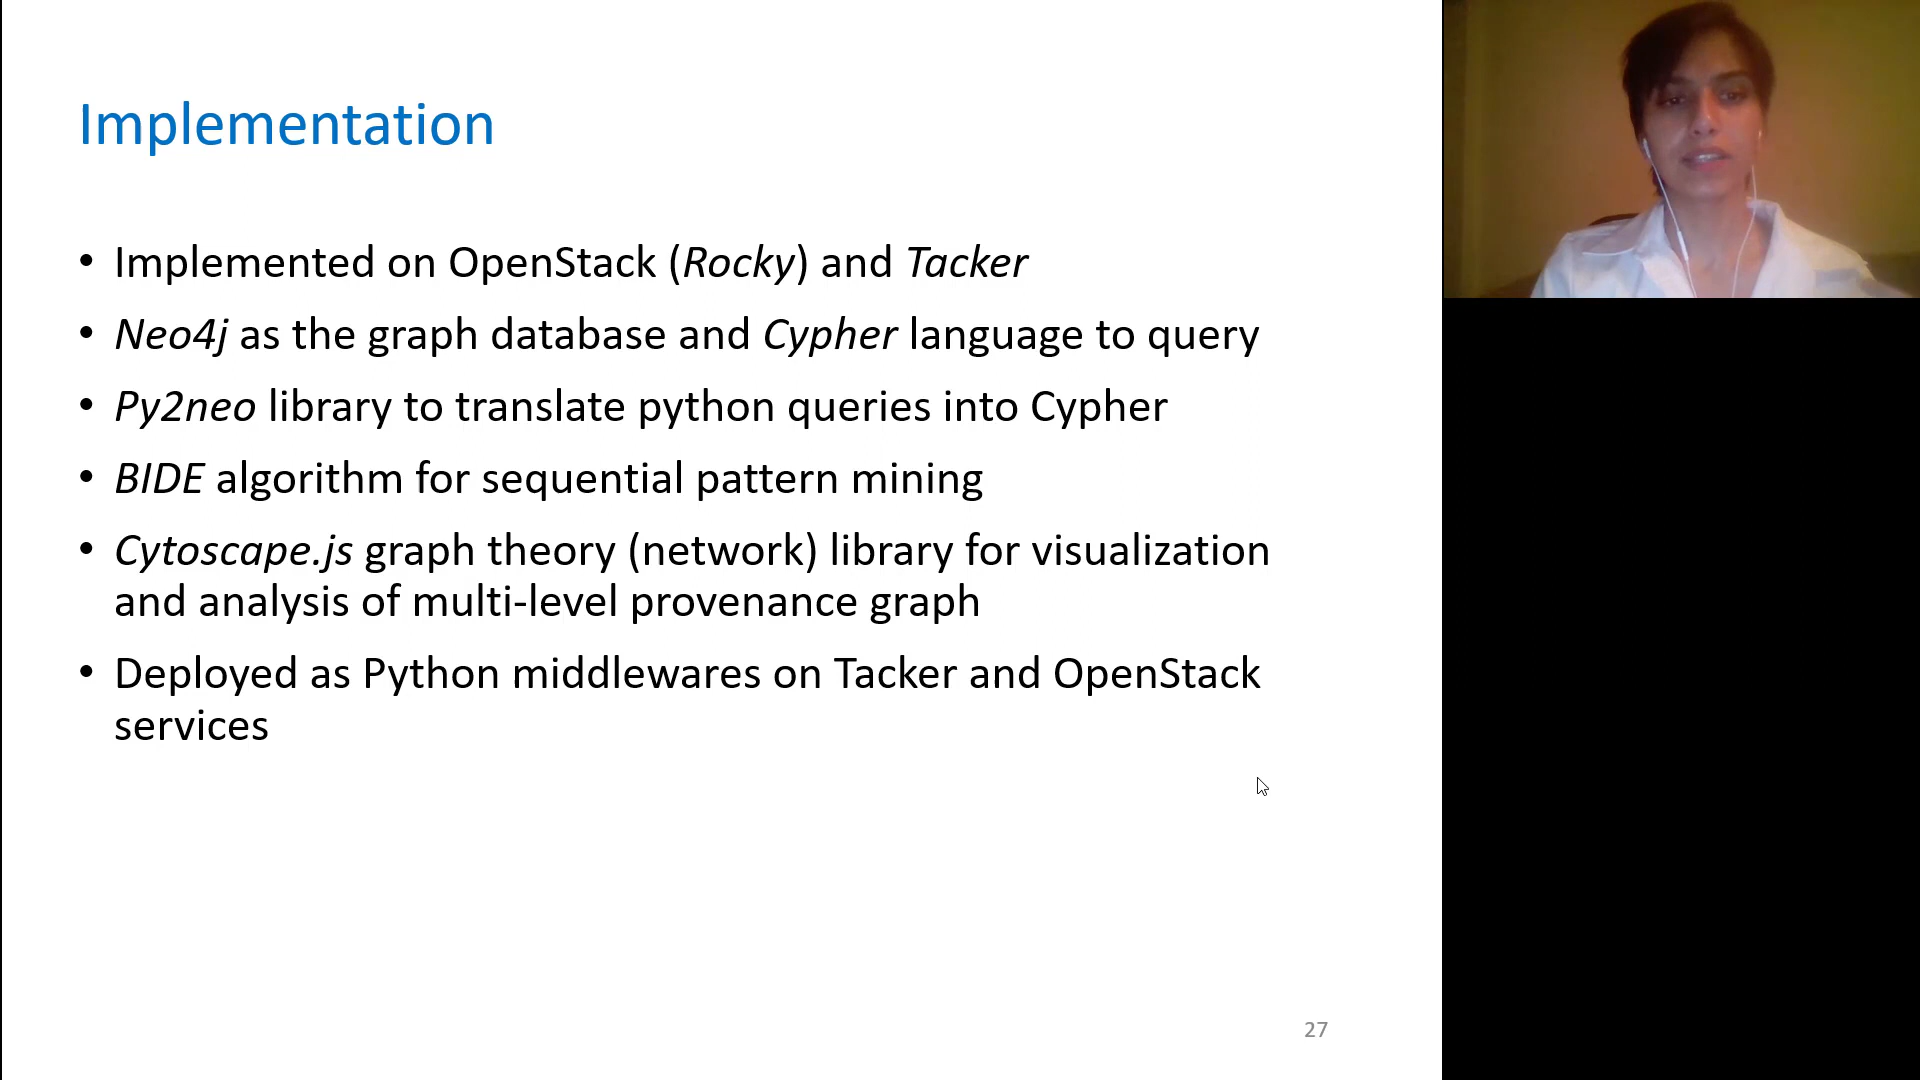 Implementation
• Implemented on OpenStack (Rocky) and Tacker
• Neo4j as the graph database and Cypher language to query
• Py2neo library to translate python queries into Cypher
• BIDE algorithm for sequential pattern mining
• Cytoscape.js graph theory (network) library for visualization
and analysis of multi-level provenance graph
• Deployed as Python middlewares on Tacker and OpenStack
services
27